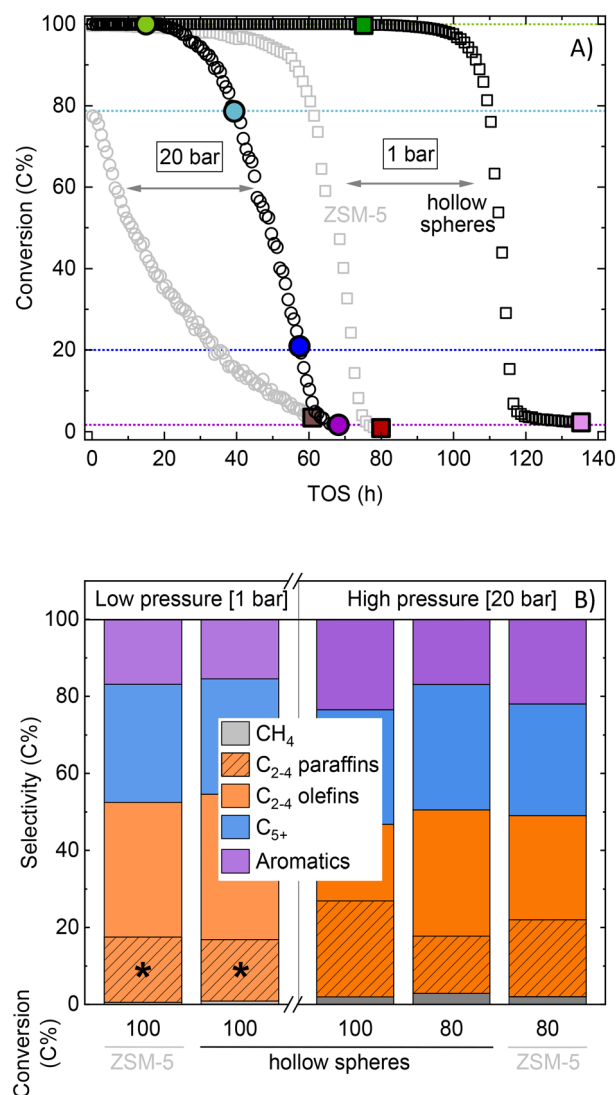 A)
100
80
60
40
20
0
Conversion (C%)
20 bar
1 bar
ZSM-5
hollow
spheres
0 20 40 60 80 100 120 140
TOS (h)
Low pressure [1 bar]
High pressure [20 bar]
B)
100
80
60
40
20
0
Selectivity (C%)
CH₄
C₂₋₄ paraffins
C₂₋₄ olefins
C₅₊
Aromatics
*
*
Conversion
(C%)
100 100 100 80 80
ZSM-5 hollow spheres ZSM-5